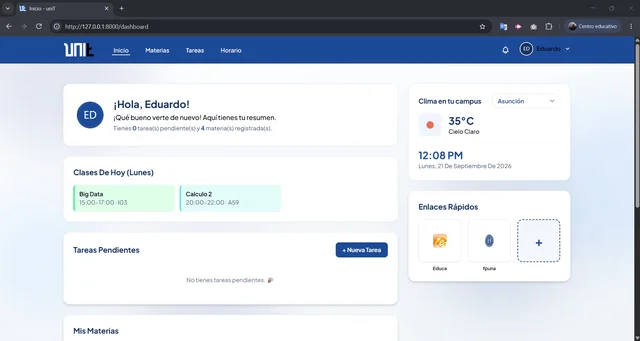 Inicio - uniT
http://127.0.0.1:8000/dashboard
Centro educativo
UNIt
Inicio
Materias
Tareas
Horario
ED
Eduardo
ED
¡Hola, Eduardo!
¡Qué bueno verte de nuevo! Aquí tienes tu resumen.
Tienes 0 tarea(s) pendiente(s) y 4 materia(s) registrada(s).
Clases De Hoy (Lunes)
Big Data
15:00-17:00 · I03
Calculo 2
20:00-22:00 · A59
Tareas Pendientes
+ Nueva Tarea
No tienes tareas pendientes.
Mis Materias
Clima en tu campus
Asunción
35°C
Cielo Claro
12:08 PM
Lunes, 21 De Septiembre De 2026
Enlaces Rápidos
Educa
fpuna
+